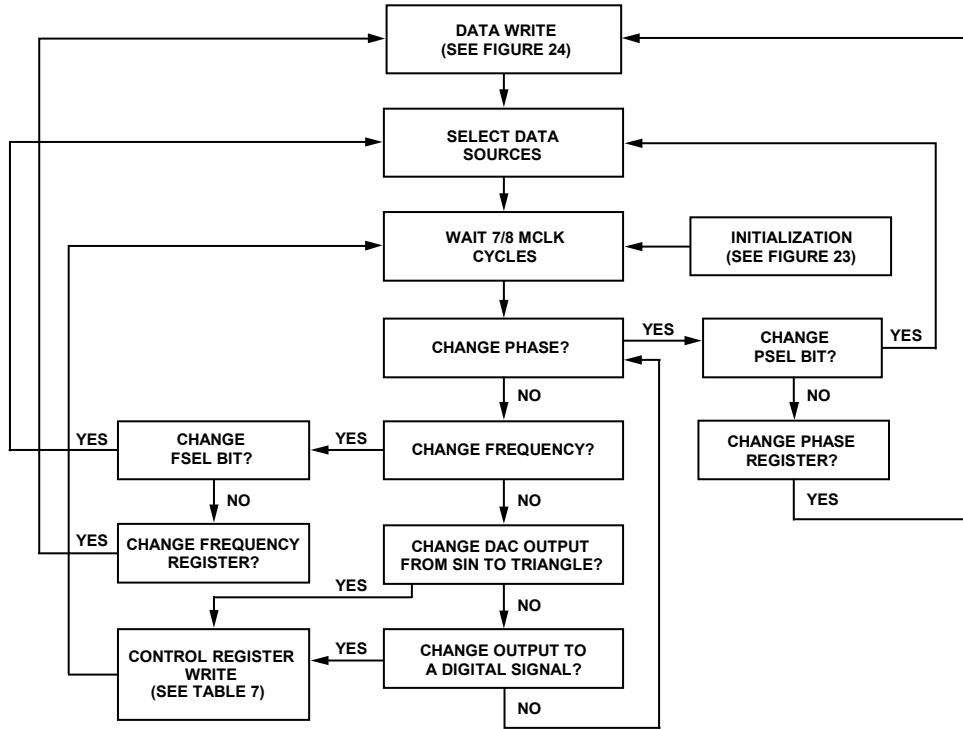 DATA WRITE
(SEE FIGURE 24)
SELECT DATA
SOURCES
WAIT 7/8 MCLK
CYCLES
INITIALIZATION
(SEE FIGURE 23)
CHANGE PHASE?
YES
CHANGE
PSEL BIT?
YES
NO
NO
YES
CHANGE
FSEL BIT?
YES
CHANGE FREQUENCY?
CHANGE PHASE
REGISTER?
YES
NO
NO
YES
CHANGE FREQUENCY
REGISTER?
CHANGE DAC OUTPUT
FROM SIN TO TRIANGLE?
YES
NO
CONTROL REGISTER
WRITE
(SEE TABLE 7)
YES
CHANGE OUTPUT TO
A DIGITAL SIGNAL?
NO